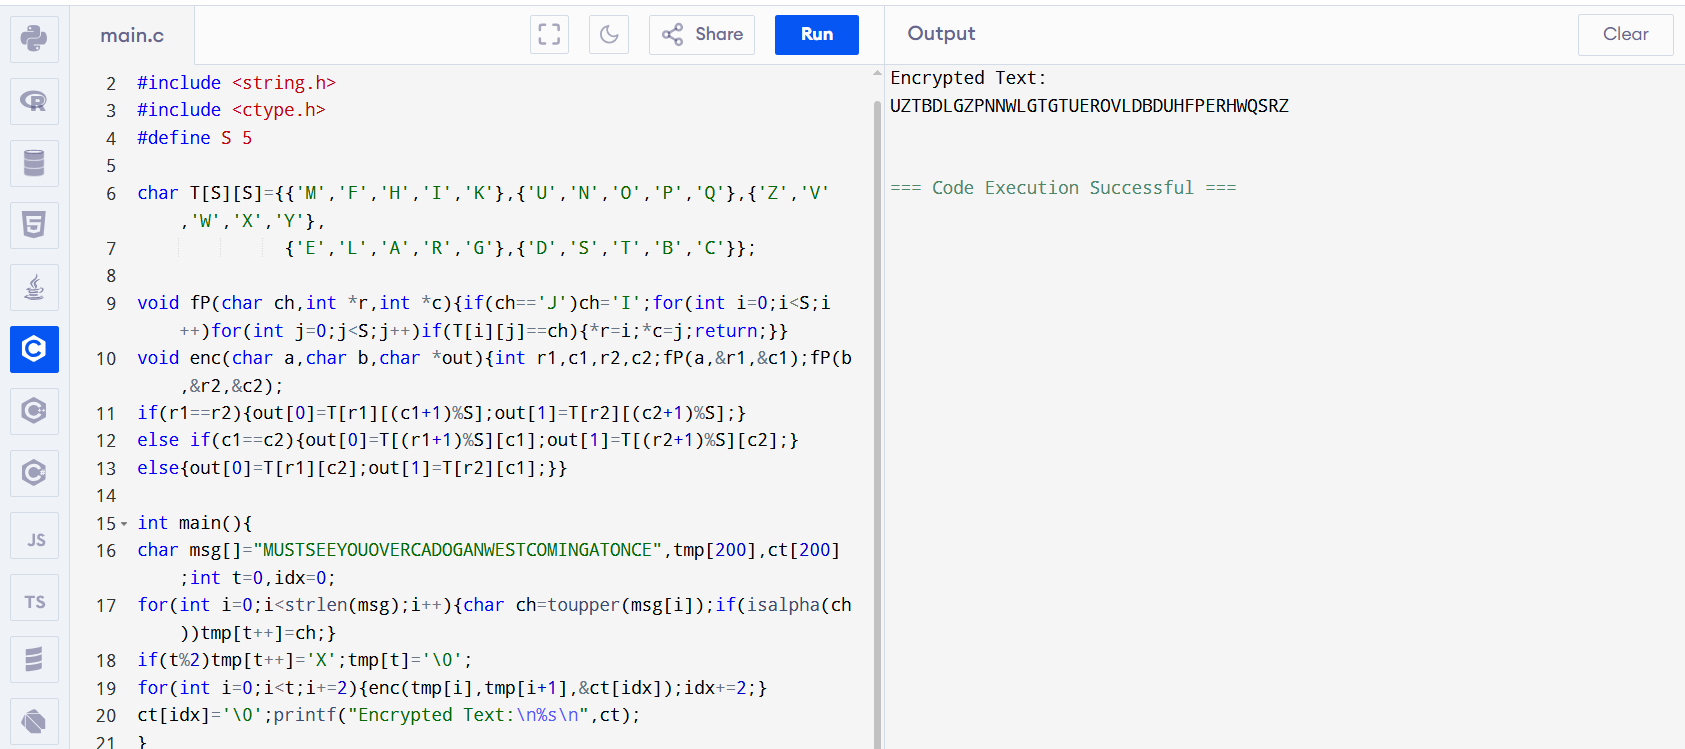 main.c
Share
Run
Output
Clear
2 #include <string.h>
3 #include <ctype.h>
4 #define S 5
5
6 char T[S][S]={{'M','F','H','I','K'},{'U','N','O','P','Q'},{'Z','V'
,'W','X','Y'},
7 {'E','L','A','R','G'},{'D','S','T','B','C'}};
8
9 void fP(char ch,int *r,int *c){if(ch=='J')ch='I';for(int i=0;i<S;i
++)for(int j=0;j<S;j++)if(T[i][j]==ch){*r=i;*c=j;return;}}
10 void enc(char a,char b,char *out){int r1,c1,r2,c2;fP(a,&r1,&c1);fP(b
,&r2,&c2);
11 if(r1==r2){out[0]=T[r1][(c1+1)%S];out[1]=T[r2][(c2+1)%S];}
12 else if(c1==c2){out[0]=T[(r1+1)%S][c1];out[1]=T[(r2+1)%S][c2];}
13 else{out[0]=T[r1][c2];out[1]=T[r2][c1];}}
14
15 int main(){
16 char msg[]="MUSTSEEYOUOVERCADOGANWESTCOMINGATONCE",tmp[200],ct[200]
;int t=0,idx=0;
17 for(int i=0;i<strlen(msg);i++){char ch=toupper(msg[i]);if(isalpha(ch
))tmp[t++]=ch;}
18 if(t%2)tmp[t++]='X';tmp[t]='\0';
19 for(int i=0;i<t;i+=2){enc(tmp[i],tmp[i+1],&ct[idx]);idx+=2;}
20 ct[idx]='\0';printf("Encrypted Text:\n%s\n",ct);
21 }
Encrypted Text:
UZTBDLGZPNNWLGTGTUEROVLDBDUHFPERHWQSRZ
=== Code Execution Successful ===
R
5
C
C
C
JS
TS